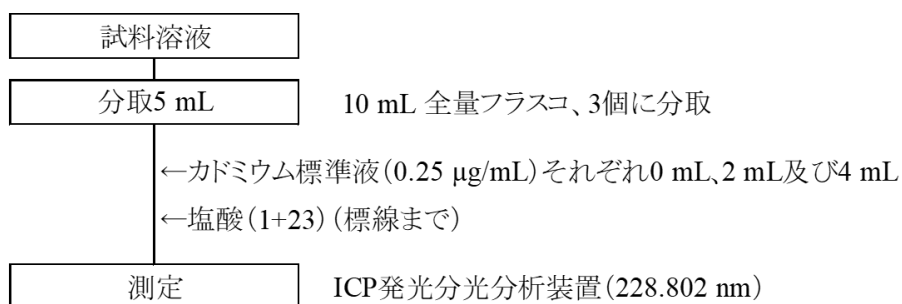 試料溶液
分取5 mL 10 mL 全量フラスコ、3個に分取
←カドミウム標準液(0.25 µg/mL)それぞれ0 mL、2 mL及び4 mL
←塩酸(1+23)(標線まで)
測定 ICP発光分光分析装置(228.802 nm)